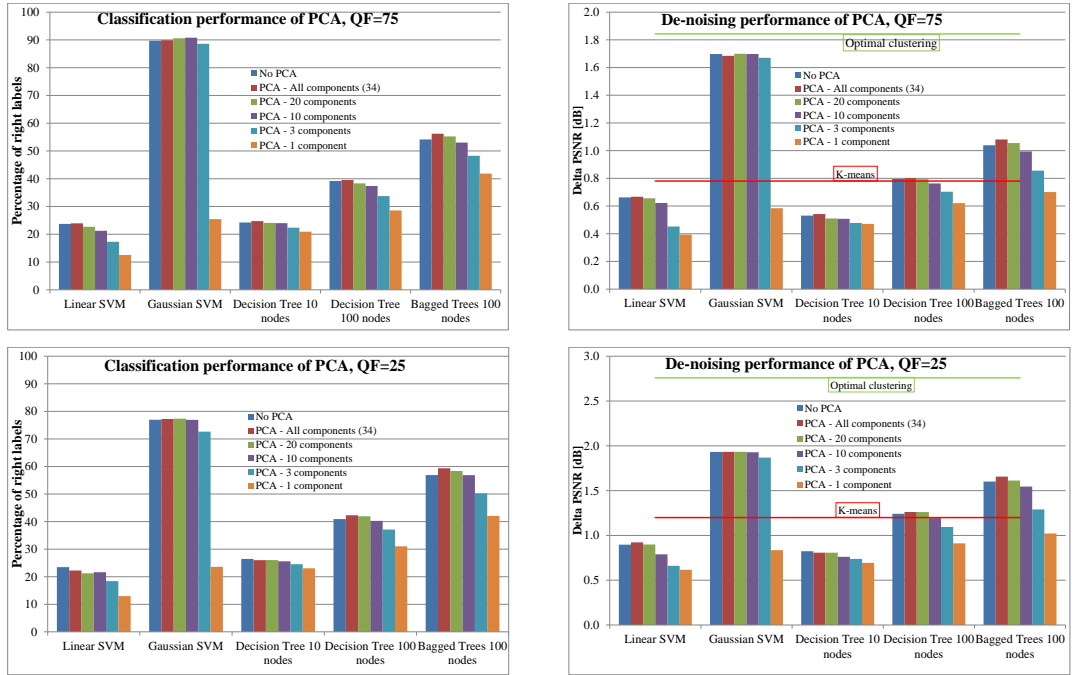 Classification performance of PCA, QF=75
Percentage of right labels
100
90
80
70
60
50
40
30
20
10
0
No PCA
PCA - All components (34)
PCA - 20 components
PCA - 10 components
PCA - 3 components
PCA - 1 component
Linear SVM
Gaussian SVM
Decision Tree 10 nodes
Decision Tree 100 nodes
Bagged Trees 100 nodes
De-noising performance of PCA, QF=75
Delta PSNR [dB]
2.0
1.8
1.6
1.4
1.2
1.0
0.8
0.6
0.4
0.2
0.0
Optimal clustering
No PCA
PCA - All components (34)
PCA - 20 components
PCA - 10 components
PCA - 3 components
PCA - 1 component
K-means
Linear SVM
Gaussian SVM
Decision Tree 10 nodes
Decision Tree 100 nodes
Bagged Trees 100 nodes
Classification performance of PCA, QF=25
Percentage of right labels
100
90
80
70
60
50
40
30
20
10
0
No PCA
PCA - All components (34)
PCA - 20 components
PCA - 10 components
PCA - 3 components
PCA - 1 component
Linear SVM
Gaussian SVM
Decision Tree 10 nodes
Decision Tree 100 nodes
Bagged Trees 100 nodes
De-noising performance of PCA, QF=25
Delta PSNR [dB]
3.0
2.5
2.0
1.5
1.0
0.5
0.0
Optimal clustering
No PCA
PCA - All components (34)
PCA - 20 components
PCA - 10 components
PCA - 3 components
PCA - 1 component
K-means
Linear SVM
Gaussian SVM
Decision Tree 10 nodes
Decision Tree 100 nodes
Bagged Trees 100 nodes